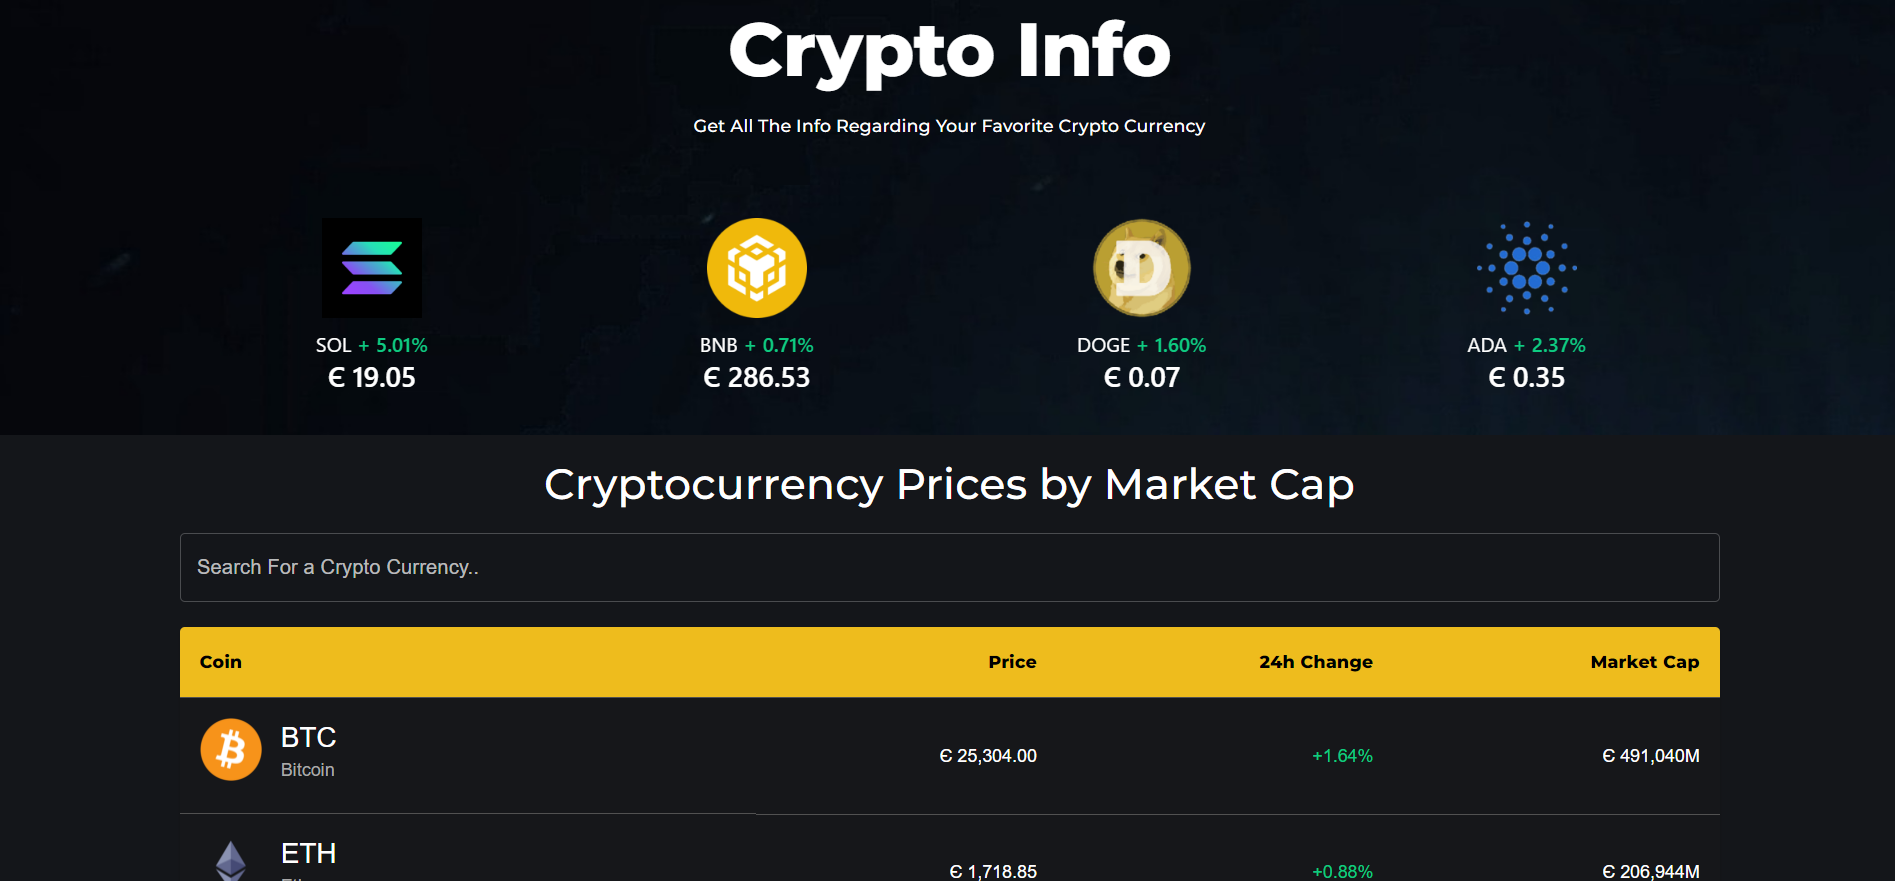 Crypto Info
Get All The Info Regarding Your Favorite Crypto Currency
SOL + 5.01%
Є 19.05
BNB + 0.71%
Є 286.53
DOGE + 1.60%
Є 0.07
ADA + 2.37%
Є 0.35
Cryptocurrency Prices by Market Cap
Search For a Crypto Currency..
Coin Price 24h Change Market Cap
BTC
Bitcoin
Є 25,304.00 +1.64% Є 491,040M
ETH
Є 1,718.85 +0.88% Є 206,944M